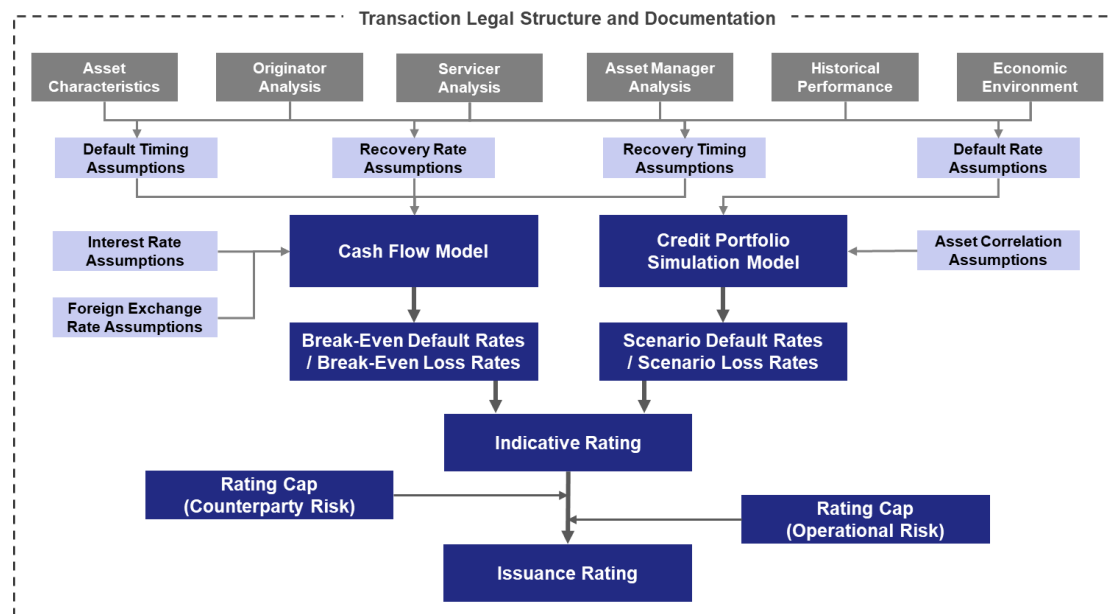 Transaction Legal Structure and Documentation
Asset
Characteristics
Originator
Analysis
Servicer
Analysis
Asset Manager
Analysis
Historical
Performance
Economic
Environment
Default Timing
Assumptions
Recovery Rate
Assumptions
Recovery Timing
Assumptions
Default Rate
Assumptions
Interest Rate
Assumptions
Cash Flow Model
Credit Portfolio
Simulation Model
Asset Correlation
Assumptions
Foreign Exchange
Rate Assumptions
Break-Even Default Rates
/ Break-Even Loss Rates
Scenario Default Rates
/ Scenario Loss Rates
Indicative Rating
Rating Cap
(Counterparty Risk)
Rating Cap
(Operational Risk)
Issuance Rating